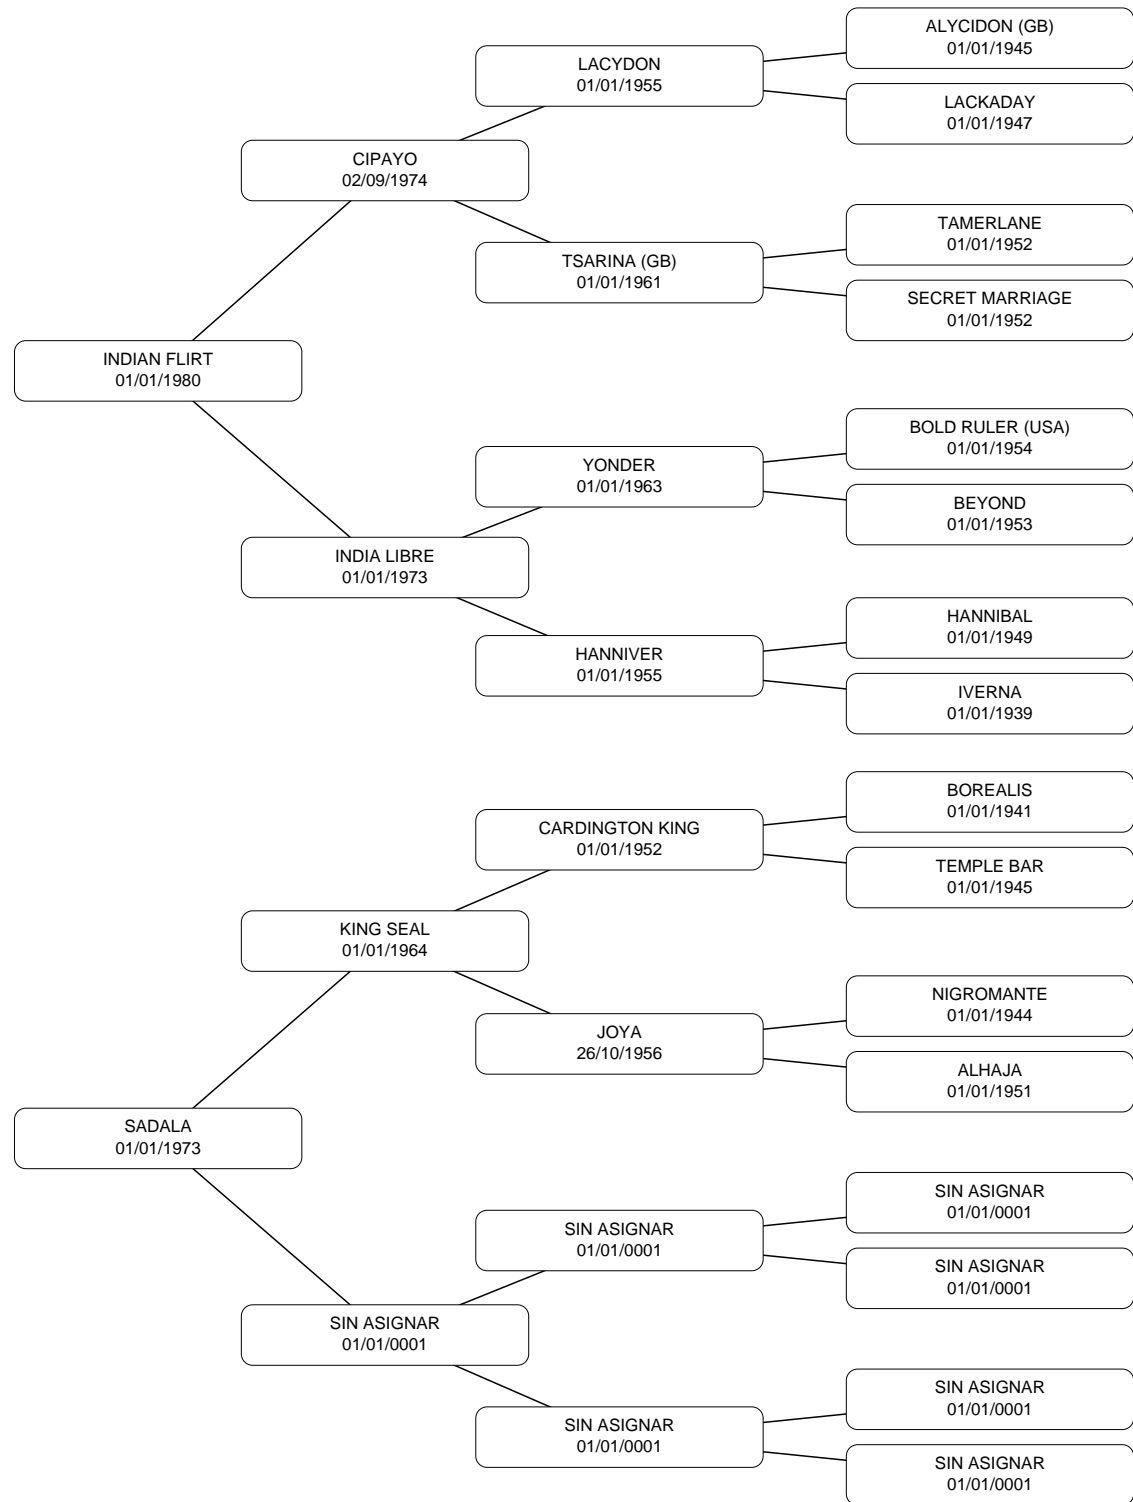 ALYCIDON (GB)
01/01/1945
LACYDON
01/01/1955
LACKADAY
01/01/1947
CIPAYO
02/09/1974
TAMERLANE
01/01/1952
TSARINA (GB)
01/01/1961
SECRET MARRIAGE
01/01/1952
INDIAN FLIRT
01/01/1980
BOLD RULER (USA)
01/01/1954
YONDER
01/01/1963
BEYOND
01/01/1953
INDIA LIBRE
01/01/1973
HANNIBAL
01/01/1949
HANNIVER
01/01/1955
IVERNA
01/01/1939
BOREALIS
01/01/1941
CARDINGTON KING
01/01/1952
TEMPLE BAR
01/01/1945
KING SEAL
01/01/1964
NIGROMANTE
01/01/1944
JOYA
26/10/1956
ALHAJA
01/01/1951
SADALA
01/01/1973
SIN ASIGNAR
01/01/0001
SIN ASIGNAR
01/01/0001
SIN ASIGNAR
01/01/0001
SIN ASIGNAR
01/01/0001
SIN ASIGNAR
01/01/0001
SIN ASIGNAR
01/01/0001
SIN ASIGNAR
01/01/0001